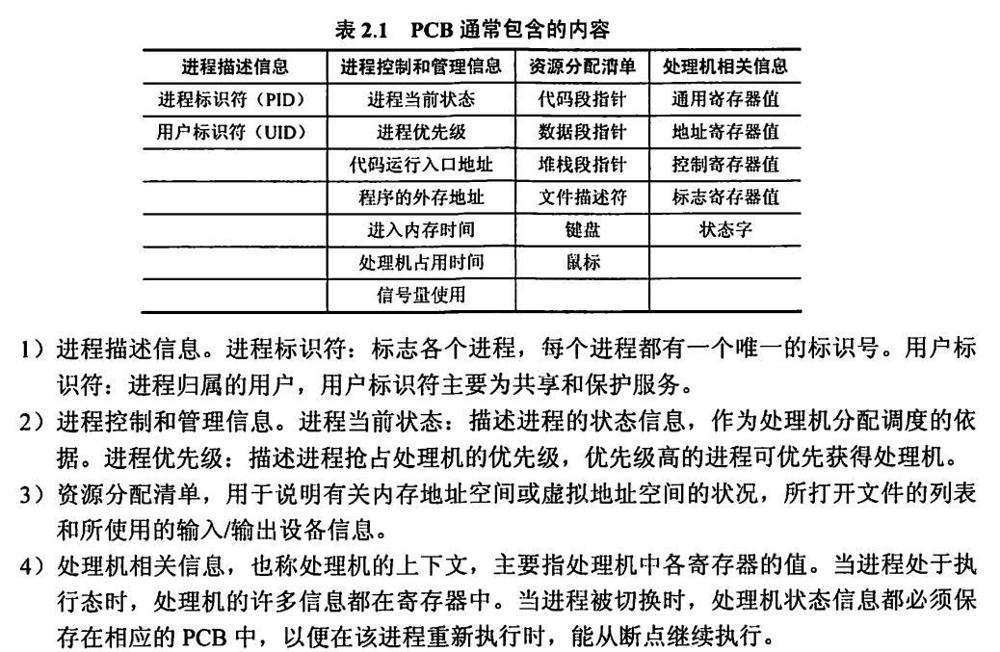 表 2.1 PCB 通常包含的内容
进程描述信息 进程控制和管理信息 资源分配清单 处理机相关信息
进程标识符（PID） 进程当前状态 代码段指针 通用寄存器值
用户标识符（UID） 进程优先级 数据段指针 地址寄存器值
代码运行入口地址 堆栈段指针 控制寄存器值
程序的外存地址 文件描述符 标志寄存器值
进入内存时间 键盘 状态字
处理机占用时间 鼠标
信号量使用
1）进程描述信息。进程标识符：标志各个进程，每个进程都有一个唯一的标识号。用户标
识符：进程归属的用户，用户标识符主要为共享和保护服务。
2）进程控制和管理信息。进程当前状态：描述进程的状态信息，作为处理机分配调度的依
据。进程优先级：描述进程抢占处理机的优先级，优先级高的进程可优先获得处理机。
3）资源分配清单，用于说明有关内存地址空间或虚拟地址空间的状况，所打开文件的列表
和所使用的输入/输出设备信息。
4）处理机相关信息，也称处理机的上下文，主要指处理机中各寄存器的值。当进程处于执
行态时，处理机的许多信息都在寄存器中。当进程被切换时，处理机状态信息都必须保
存在相应的 PCB 中，以便在该进程重新执行时，能从断点继续执行。